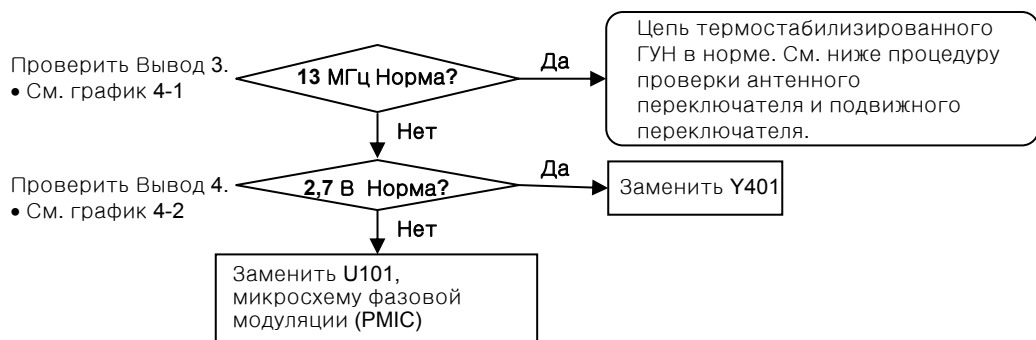 Проверить Вывод 3.
• См. график 4-1
13 МГц Норма?
Да
Цепь термостабилизированного
ГУН в норме. См. ниже процедуру
проверки антенного
переключателя и подвижного
переключателя.
Нет
Проверить Вывод 4.
• См. график 4-2
2,7 В Норма?
Да
Заменить Y401
Нет
Заменить U101,
микросхему фазовой
модуляции (PMIC)